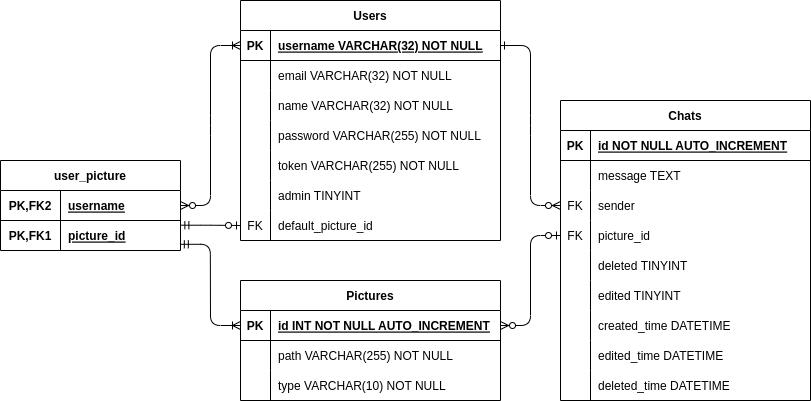 Users
PK username VARCHAR(32) NOT NULL
email VARCHAR(32) NOT NULL
name VARCHAR(32) NOT NULL
password VARCHAR(255) NOT NULL
token VARCHAR(255) NOT NULL
admin TINYINT
FK default_picture_id
user_picture
PK,FK2 username
PK,FK1 picture_id
Pictures
PK id INT NOT NULL AUTO_INCREMENT
path VARCHAR(255) NOT NULL
type VARCHAR(10) NOT NULL
Chats
PK id NOT NULL AUTO_INCREMENT
message TEXT
FK sender
FK picture_id
deleted TINYINT
edited TINYINT
created_time DATETIME
edited_time DATETIME
deleted_time DATETIME